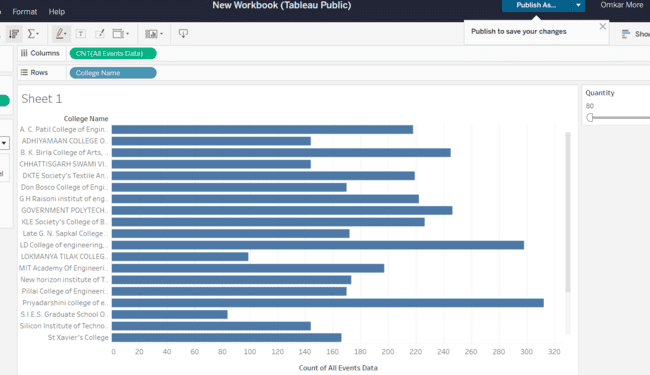 New Workbook (Tableau Public)
Format Help
Publish As...
Omkar More
Publish to save your changes
Show
Columns CNT(All Events Data)
Rows College Name
Sheet 1
Quantity
80
College Name
A. C. Patil College of Engin..
ADHIYAMAAN COLLEGE O..
B. K. Birla College of Arts, ..
CHHATTISGARH SWAMI VI..
DKTE Society's Textile An..
Don Bosco College of Engi..
G H Raisoni institut of eng..
GOVERNMENT POLYTECH..
KLE Society's College of B..
Late G. N. Sapkal College ..
LD College of engineering,..
LOKMANYA TILAK COLLEG..
MIT Academy Of Engineeri..
New horizon institute of T..
Pillai College of Engineeri..
Priyadarshini college of e..
S.I.E.S. Graduate School O..
Silicon Institute of Techno..
St Xavier's College
0 20 40 60 80 100 120 140 160 180 200 220 240 260 280 300 320
Count of All Events Data